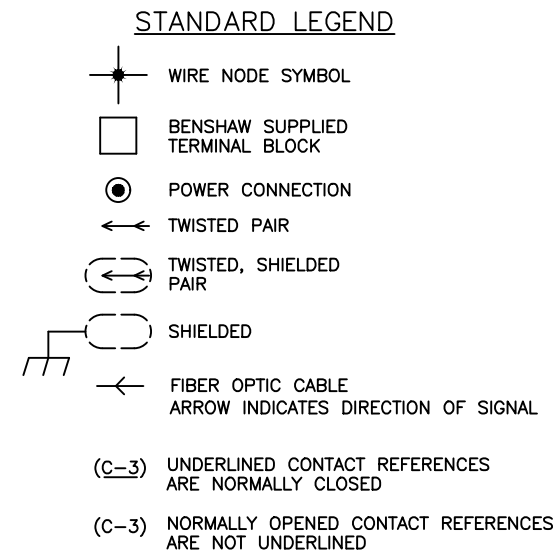 STANDARD LEGEND
WIRE NODE SYMBOL
BENSHAW SUPPLIED
TERMINAL BLOCK
POWER CONNECTION
TWISTED PAIR
TWISTED, SHIELDED
PAIR
SHIELDED
FIBER OPTIC CABLE
ARROW INDICATES DIRECTION OF SIGNAL
(C-3) UNDERLINED CONTACT REFERENCES
ARE NORMALLY CLOSED
(C-3) NORMALLY OPENED CONTACT REFERENCES
ARE NOT UNDERLINED